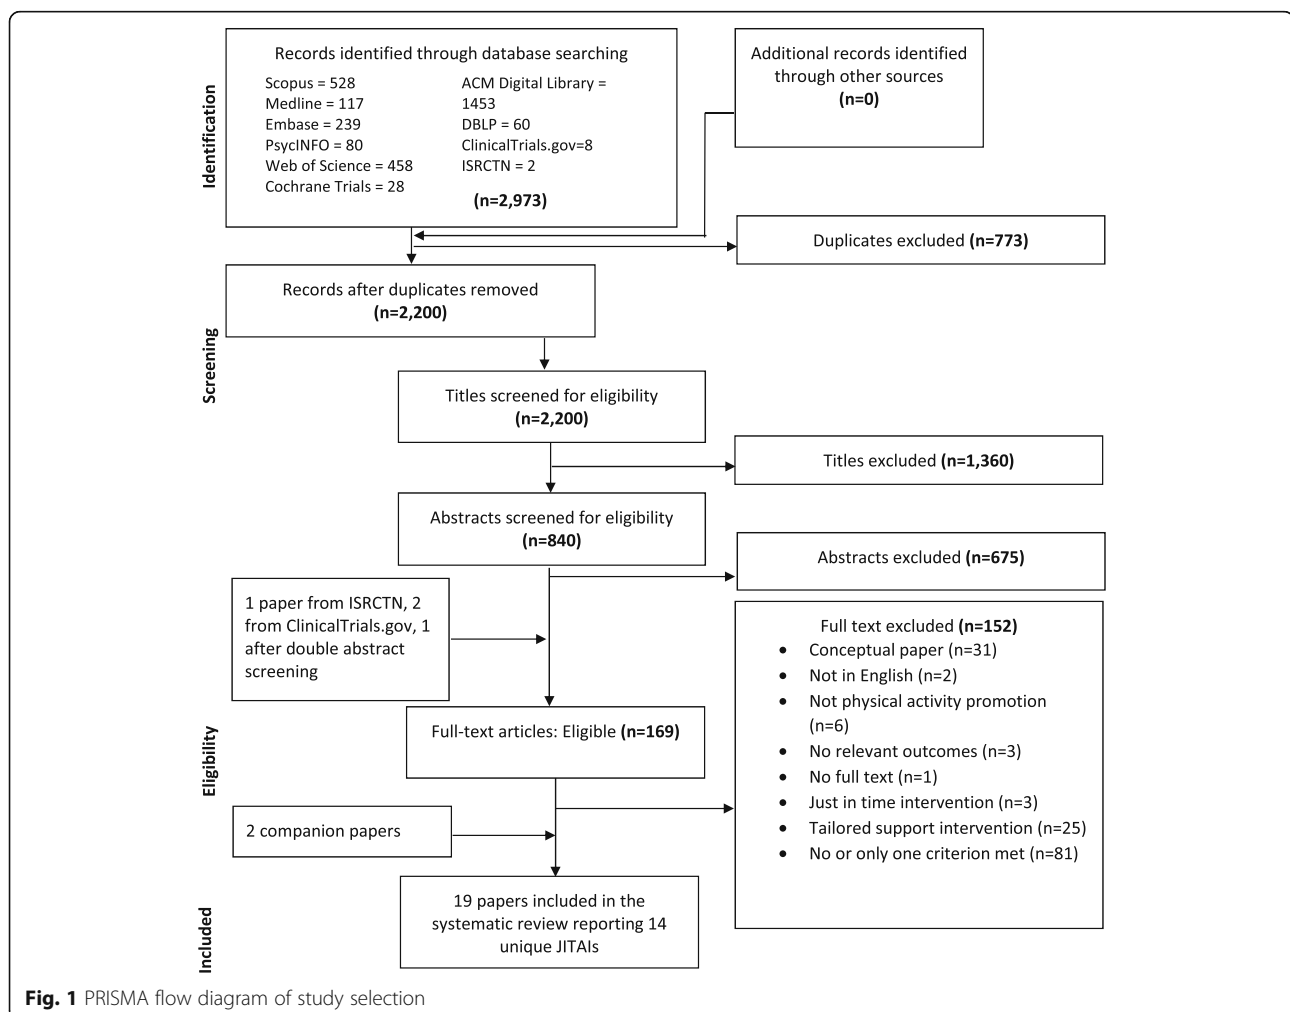 Identification
Records identified through database searching
Scopus = 528
Medline = 117
Embase = 239
PsycINFO = 80
Web of Science = 458
Cochrane Trials = 28
ACM Digital Library =
1453
DBLP = 60
ClinicalTrials.gov=8
ISRCTN = 2
(n=2,973)
Additional records identified
through other sources
(n=0)
Duplicates excluded (n=773)
Screening
Records after duplicates removed
(n=2,200)
Titles screened for eligibility
(n=2,200)
Titles excluded (n=1,360)
Abstracts screened for eligibility
(n=840)
Abstracts excluded (n=675)
1 paper from ISRCTN, 2
from ClinicalTrials.gov, 1
after double abstract
screening
Eligibility
Full-text articles: Eligible (n=169)
Full text excluded (n=152)
• Conceptual paper (n=31)
• Not in English (n=2)
• Not physical activity promotion
(n=6)
• No relevant outcomes (n=3)
• No full text (n=1)
• Just in time intervention (n=3)
• Tailored support intervention (n=25)
• No or only one criterion met (n=81)
2 companion papers
Included
19 papers included in the
systematic review reporting 14
unique JITAIs
Fig. 1 PRISMA flow diagram of study selection